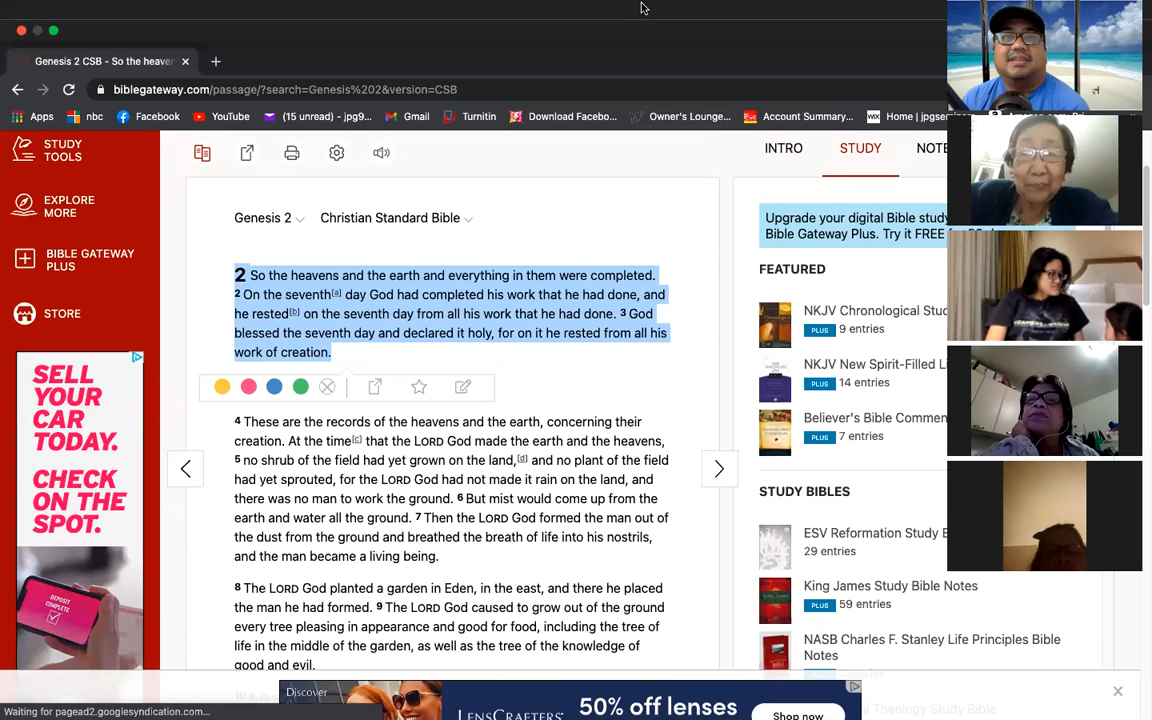 Genesis 2 CSB - So the heaven
biblegateway.com/passage/?search=Genesis%202&version=CSB
Apps nbc Facebook YouTube (15 unread) - jpg9... Gmail Turnitin Download Facebo... Owner's Lounge... Account Summary... Home | jpgser
STUDY
TOOLS
EXPLORE
MORE
BIBLE GATEWAY
PLUS
STORE
INTRO STUDY NOTE
SELL
YOUR
CAR
TODAY.
CHECK
ON THE
SPOT.
DEPOSIT
COMPLETE
Genesis 2 Christian Standard Bible
2 So the heavens and the earth and everything in them were completed.
2 On the seventh[a] day God had completed his work that he had done, and
he rested[b] on the seventh day from all his work that he had done. 3 God
blessed the seventh day and declared it holy, for on it he rested from all his
work of creation.
4 These are the records of the heavens and the earth, concerning their
creation. At the time[c] that the LORD God made the earth and the heavens,
5 no shrub of the field had yet grown on the land,[d] and no plant of the field
had yet sprouted, for the LORD God had not made it rain on the land, and
there was no man to work the ground. 6 But mist would come up from the
earth and water all the ground. 7 Then the LORD God formed the man out of
the dust from the ground and breathed the breath of life into his nostrils,
and the man became a living being.
8 The LORD God planted a garden in Eden, in the east, and there he placed
the man he had formed. 9 The LORD God caused to grow out of the ground
every tree pleasing in appearance and good for food, including the tree of
life in the middle of the garden, as well as the tree of the knowledge of
good and evil.
Upgrade your digital Bible study
Bible Gateway Plus. Try it FREE
FEATURED
NKJV Chronological Stud
PLUS 9 entries
NKJV New Spirit-Filled Li
PLUS 14 entries
Believer's Bible Commen
PLUS 7 entries
STUDY BIBLES
ESV Reformation Study B
29 entries
King James Study Bible Notes
PLUS 59 entries
NASB Charles F. Stanley Life Principles Bible
Notes
Theology Study Bible
Discover
LENSCRAFTERS
50% off lenses
Shop now
Waiting for pagead2.googlesyndication.com...